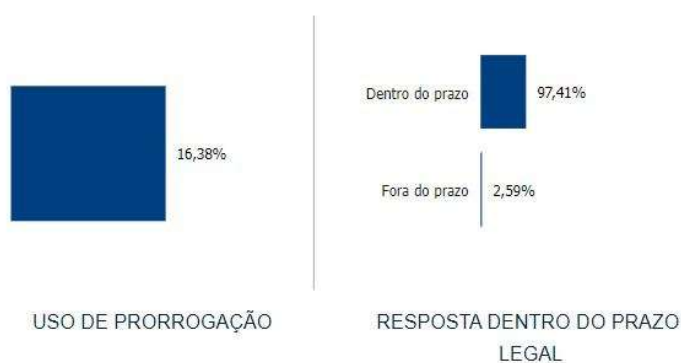 16,38%
USO DE PRORROGAÇÃO
Dentro do prazo 97,41%
Fora do prazo 2,59%
RESPOSTA DENTRO DO PRAZO
LEGAL